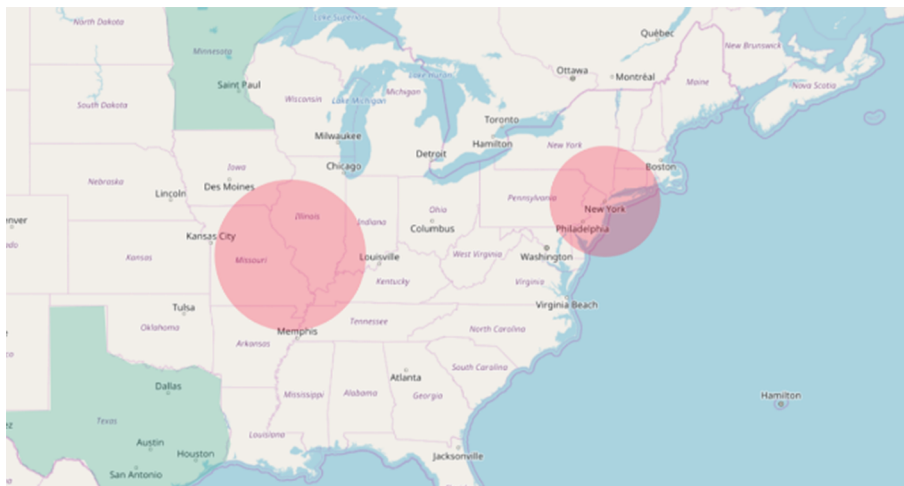 North Dakota
Lake Superior
Québec
New Brunswick
Minnesota
Ottawa
Montréal
Lake Huron
Maine
Nova Scotia
Saint Paul
South Dakota
Wisconsin
Lake Michigan
Michigan
Toronto
Hamilton
Milwaukee
New York
Detroit
Boston
Chicago
Iowa
Nebraska
Des Moines
Lincoln
Pennsylvania
New York
Illinois
Indiana
Ohio
Columbus
Philadelphia
Kansas City
Kansas
Missouri
Louisville
West Virginia
Washington
Kentucky
Virginia
Virginia Beach
Tulsa
Oklahoma
Memphis
Tennessee
North Carolina
Arkansas
South Carolina
Atlanta
Dallas
Mississippi
Alabama
Georgia
Hamilton
Texas
Louisiana
Austin
Houston
San Antonio
Jacksonville